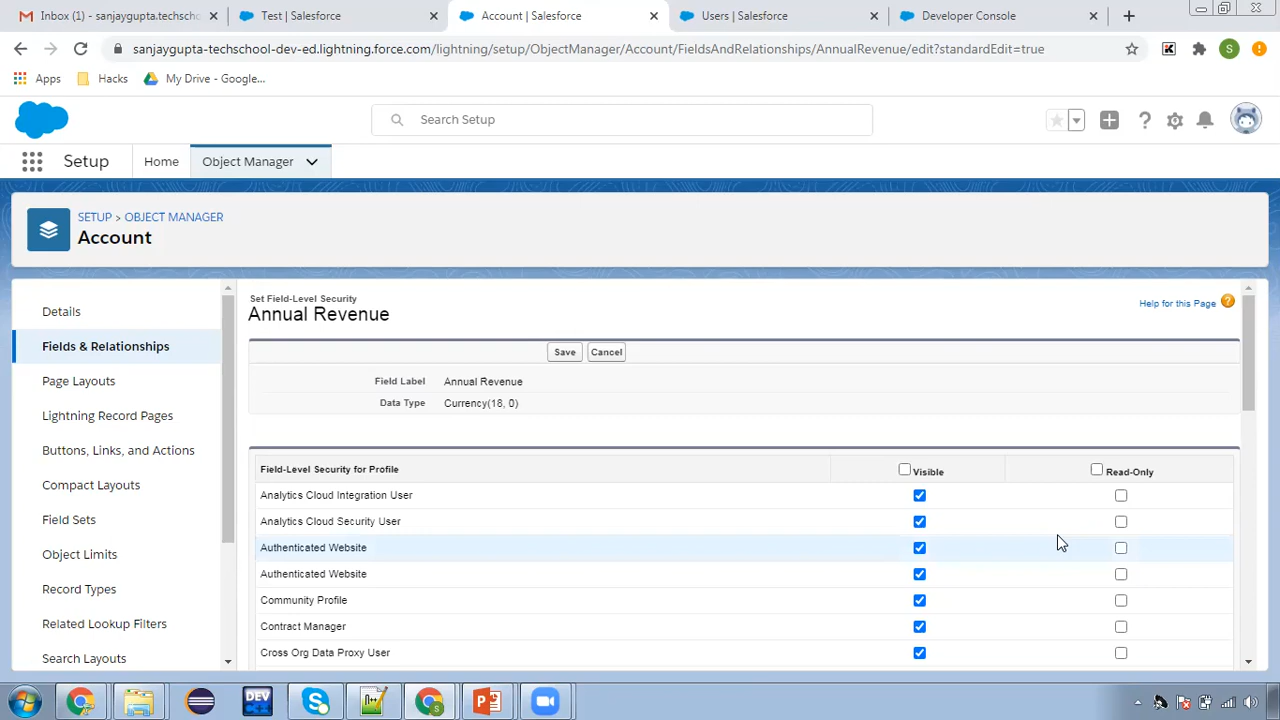 Inbox (1) - sanjaygupta.techscho
Test | Salesforce
Account | Salesforce
Users | Salesforce
Developer Console
sanjaygupta-techschool-dev-ed.lightning.force.com/lightning/setup/ObjectManager/Account/FieldsAndRelationships/AnnualRevenue/edit?standardEdit=true
S
Apps
Hacks
My Drive - Google...
Search Setup
Setup
Home
Object Manager
SETUP > OBJECT MANAGER
Account
Details
Fields & Relationships
Page Layouts
Lightning Record Pages
Buttons, Links, and Actions
Compact Layouts
Field Sets
Object Limits
Record Types
Related Lookup Filters
Search Layouts
Set Field-Level Security
Annual Revenue
Help for this Page
Save Cancel
Field Label Annual Revenue
Data Type Currency(18, 0)
Field-Level Security for Profile Visible Read-Only
Analytics Cloud Integration User
Analytics Cloud Security User
Authenticated Website
Authenticated Website
Community Profile
Contract Manager
Cross Org Data Proxy User
DEV
C++